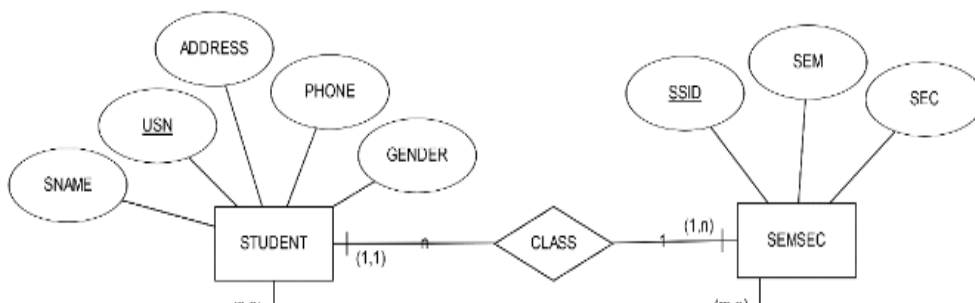 ADDRESS
SEM
PHONE
SSID
SEC
USN
GENDER
SNAME
STUDENT
(1,1)
n
CLASS
1
(1,n)
SEMSEC